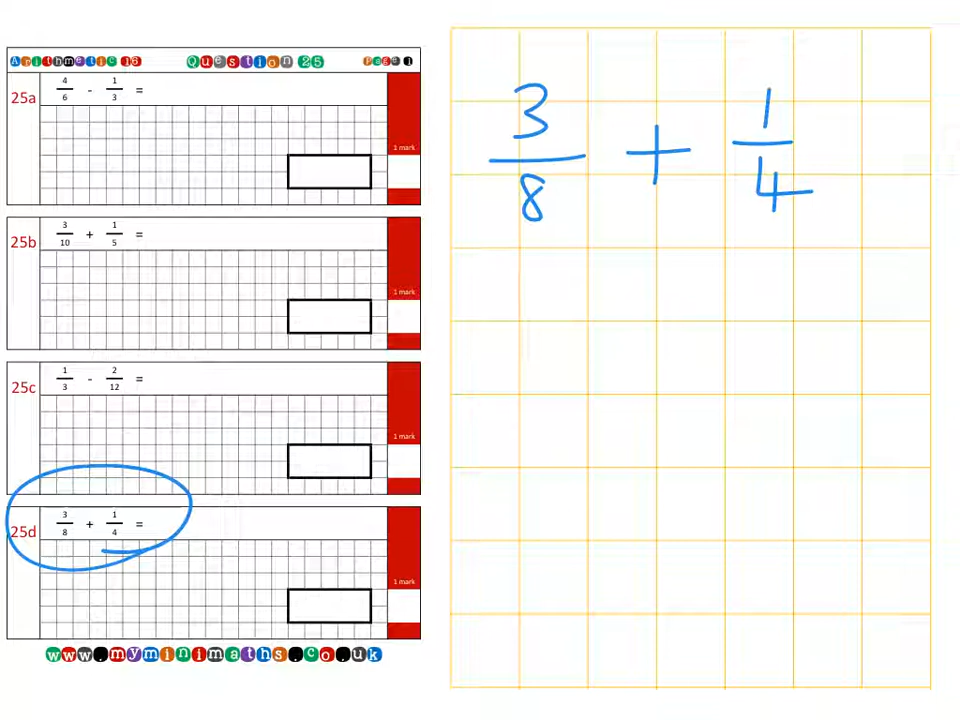 Arithmetic 16 Question 25 Page 1
25a 4/6 - 1/3 =
1 mark
25b 3/10 + 1/5 =
1 mark
25c 1/3 - 2/12 =
1 mark
25d 3/8 + 1/4 =
1 mark
www.myminimaths.co.uk
3/8 + 1/4